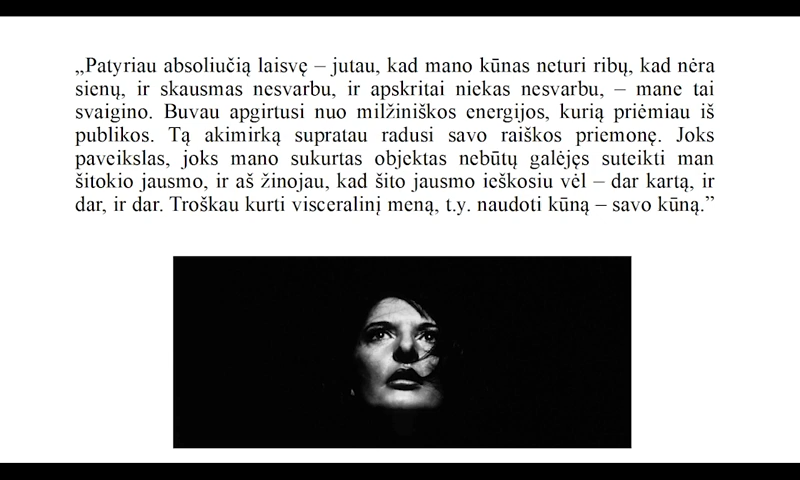 „Patyriau absoliučią laisvę – jutau, kad mano kūnas neturi ribų, kad nėra
sienų, ir skausmas nesvarbu, ir apskritai niekas nesvarbu, – mane tai
svaigino. Buvau apgirtusi nuo milžiniškos energijos, kurią priėmiau iš
publikos. Tą akimirką supratau radusi savo raiškos priemonę. Joks
paveikslas, joks mano sukurtas objektas nebūtų galėjęs suteikti man
šitokio jausmo, ir aš žinojau, kad šito jausmo ieškosiu vėl – dar kartą, ir
dar, ir dar. Troškau kurti visceralinį meną, t.y. naudoti kūną – savo kūną.”